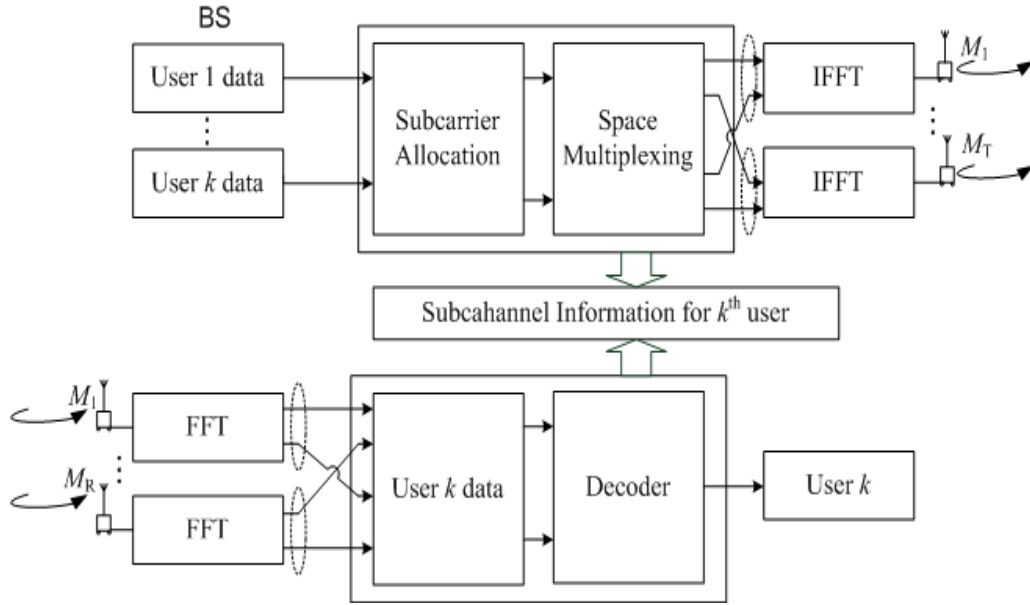 BS
User 1 data
User k data
Subcarrier
Allocation
Space
Multiplexing
IFFT
IFFT
M1
MT
Subcahannel Information for kth user
M1
MR
FFT
FFT
User k data
Decoder
User k